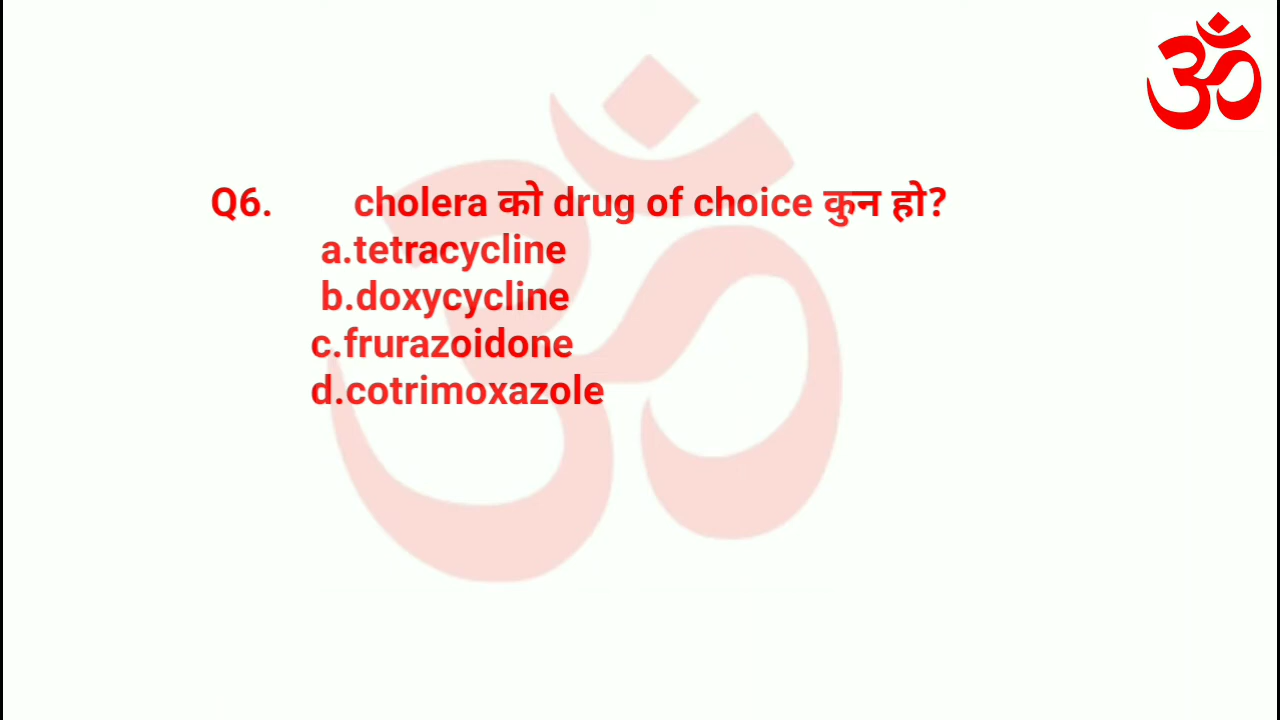 ॐ
Q6. cholera को drug of choice कुन हो?
a.tetracycline
b.doxycycline
c.frurazoidone
d.cotrimoxazole